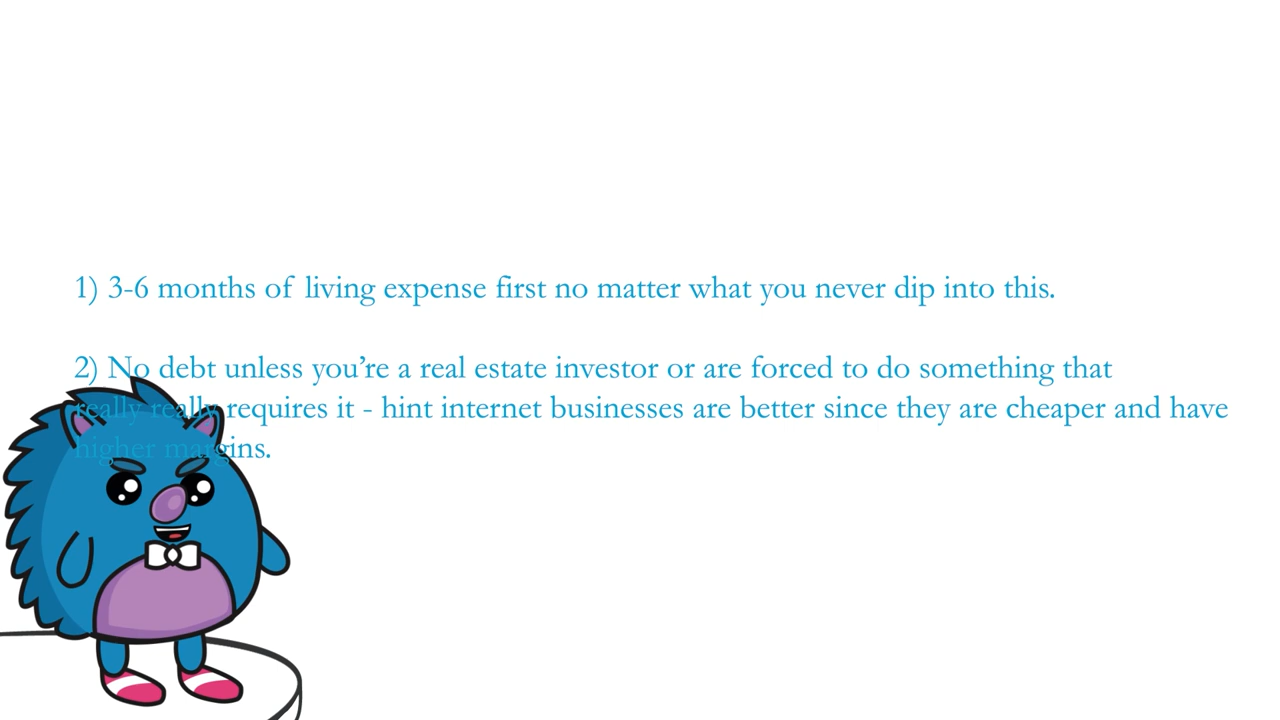 1) 3-6 months of living expense first no matter what you never dip into this.
2) No debt unless you’re a real estate investor or are forced to do something that
really really requires it - hint internet businesses are better since they are cheaper and have
higher margins.